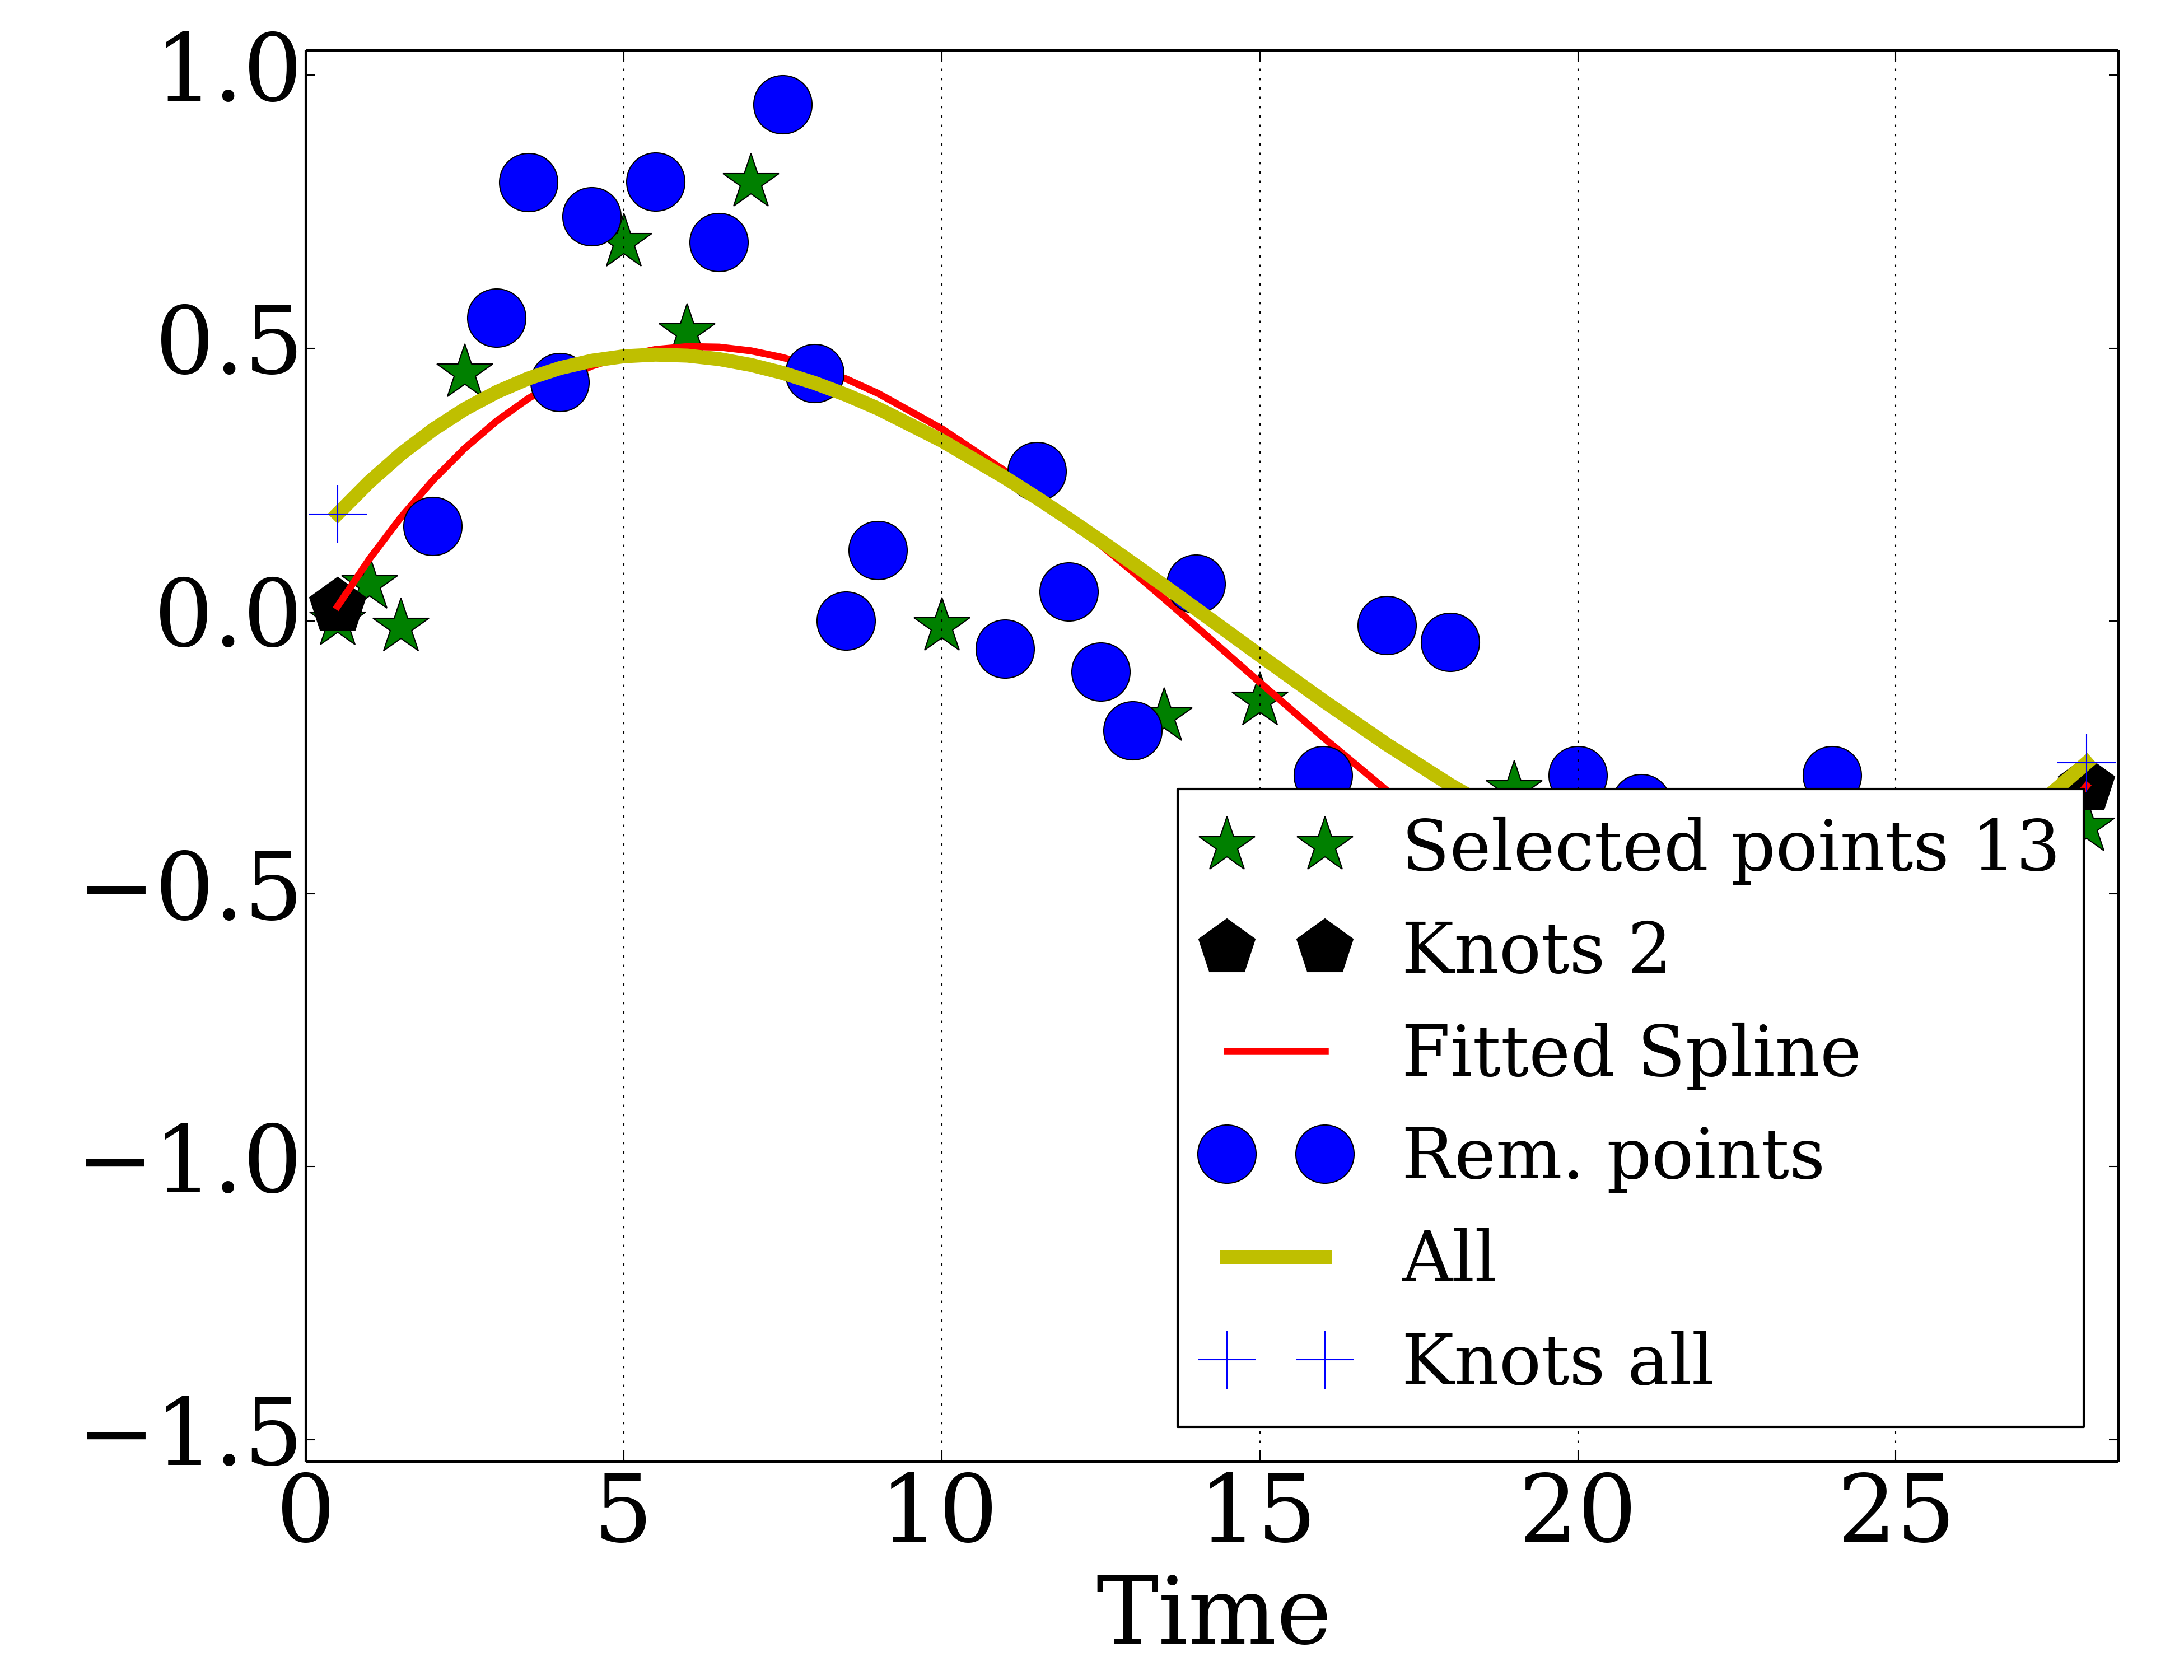 1.0
0.5
0.0
−0.5
−1.0
−1.5
0 5 10 15 20 25
Time
Selected points 13
Knots 2
Fitted Spline
Rem. points
All
Knots all